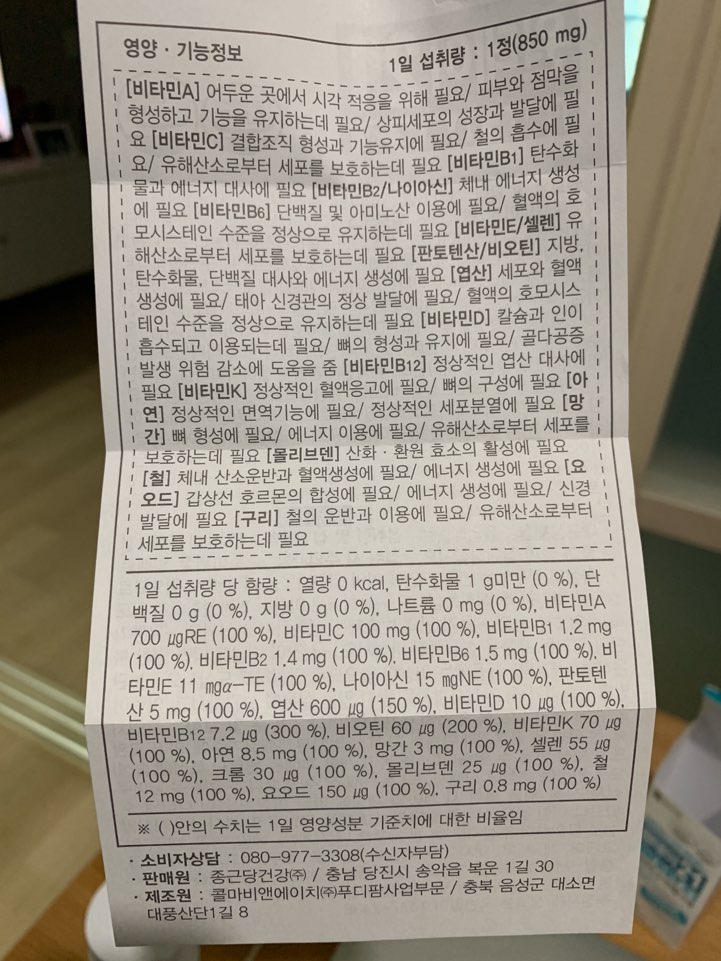 영양 · 기능정보
1일 섭취량 : 1정(850 mg)
[비타민A] 어두운 곳에서 시각 적응을 위해 필요/ 피부와 점막을
형성하고 기능을 유지하는데 필요/ 상피세포의 성장과 발달에 필
요 [비타민C] 결합조직 형성과 기능유지에 필요/ 철의 흡수에 필
요/ 유해산소로부터 세포를 보호하는데 필요 [비타민B1] 탄수화
물과 에너지 대사에 필요 [비타민B2/나이아신] 체내 에너지 생성
에 필요 [비타민B6] 단백질 및 아미노산 이용에 필요/ 혈액의 호
모시스테인 수준을 정상으로 유지하는데 필요 [비타민E/셀렌] 유
해산소로부터 세포를 보호하는데 필요 [판토텐산/비오틴] 지방,
탄수화물, 단백질 대사와 에너지 생성에 필요 [엽산] 세포와 혈액
생성에 필요/ 태아 신경관의 정상 발달에 필요/ 혈액의 호모시스
테인 수준을 정상으로 유지하는데 필요 [비타민D] 칼슘과 인이
흡수되고 이용되는데 필요/ 뼈의 형성과 유지에 필요/ 골다공증
발생 위험 감소에 도움을 줌 [비타민B12] 정상적인 엽산 대사에
필요 [비타민K] 정상적인 혈액응고에 필요/ 뼈의 구성에 필요 [아
연] 정상적인 면역기능에 필요/ 정상적인 세포분열에 필요 [망
간] 뼈 형성에 필요/ 에너지 이용에 필요/ 유해산소로부터 세포를
보호하는데 필요 [몰리브덴] 산화 · 환원 효소의 활성에 필요
[철] 체내 산소운반과 혈액생성에 필요/ 에너지 생성에 필요 [요
오드] 갑상선 호르몬의 합성에 필요/ 에너지 생성에 필요/ 신경
발달에 필요 [구리] 철의 운반과 이용에 필요/ 유해산소로부터
세포를 보호하는데 필요
1일 섭취량 당 함량 : 열량 0 kcal, 탄수화물 1 g미만 (0 %), 단
백질 0 g (0 %), 지방 0 g (0 %), 나트륨 0 mg (0 %), 비타민A
700 μgRE (100 %), 비타민C 100 mg (100 %), 비타민B1 1.2 mg
(100 %), 비타민B2 1.4 mg (100 %), 비타민B6 1.5 mg (100 %), 비
타민E 11 mgα-TE (100 %), 나이아신 15 mgNE (100 %), 판토텐
산 5 mg (100 %), 엽산 600 μg (150 %), 비타민D 10 μg (100 %),
비타민B12 7.2 μg (300 %), 비오틴 60 μg (200 %), 비타민K 70 μg
(100 %), 아연 8.5 mg (100 %), 망간 3 mg (100 %), 셀렌 55 μg
(100 %), 크롬 30 μg (100 %), 몰리브덴 25 μg (100 %), 철
12 mg (100 %), 요오드 150 μg (100 %), 구리 0.8 mg (100 %)
※ ( )안의 수치는 1일 영양성분 기준치에 대한 비율임
· 소비자상담 : 080-977-3308(수신자부담)
· 판매원 : 종근당건강㈜ / 충남 당진시 송악읍 복운 1길 30
· 제조원 : 콜마비앤에이치㈜푸디팜사업부문 / 충북 음성군 대소면
대풍산단1길 8